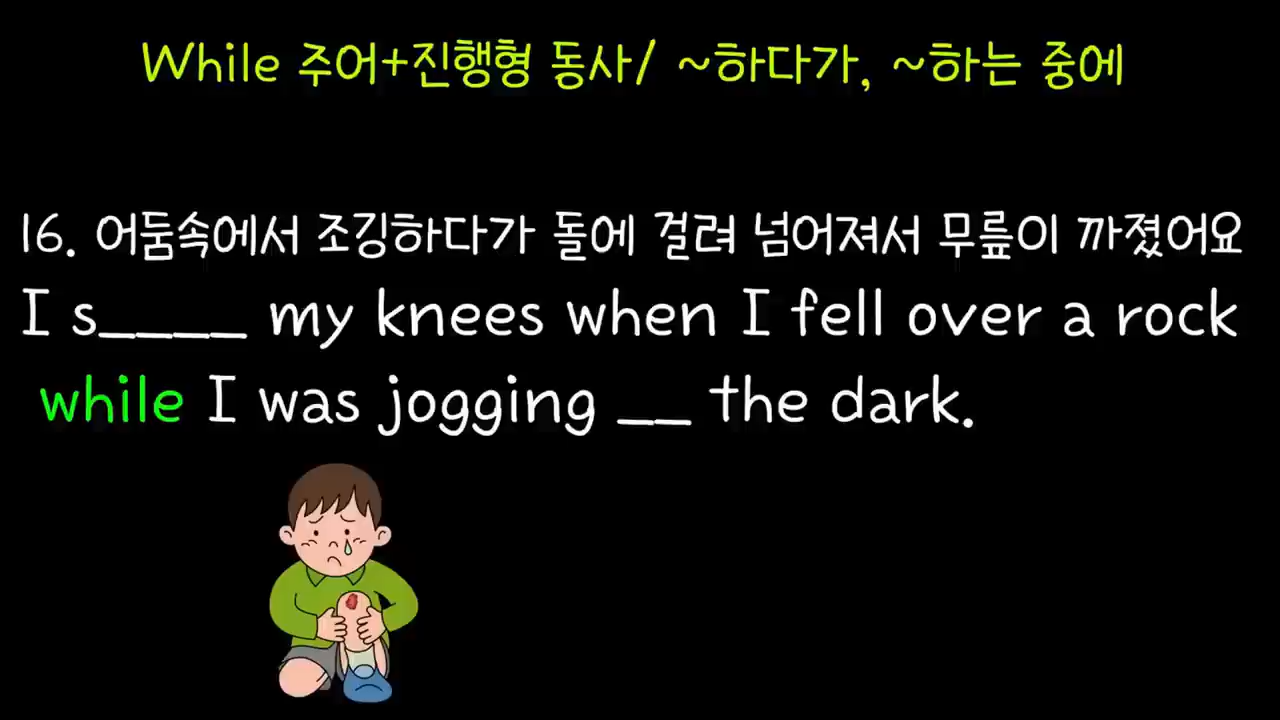 While 주어+진행형 동사/ ~하다가, ~하는 중에
16. 어둠속에서 조깅하다가 돌에 걸려 넘어져서 무릎이 까졌어요
I s____ my knees when I fell over a rock
while I was jogging __ the dark.